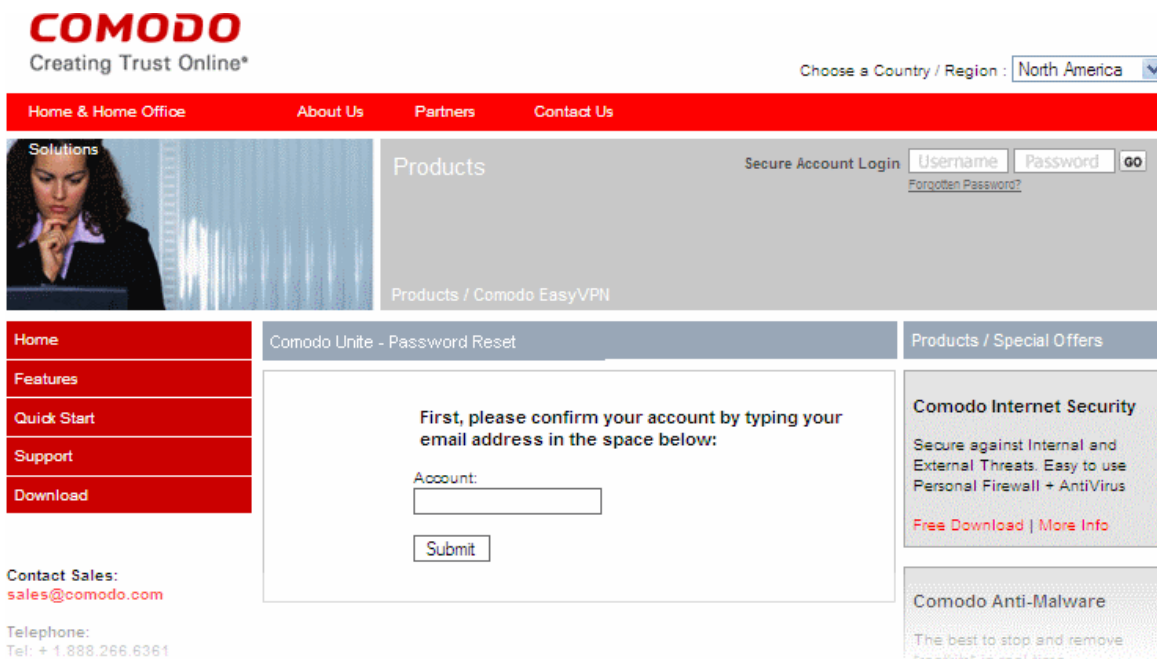 COMODO
Creating Trust Online*
Choose a Country / Region : North America
Home & Home Office About Us Partners Contact Us
Solutions
Products
Secure Account Login Username Password GO
Forgotten Password?
Products / Comodo EasyVPN
Home
Features
Quick Start
Support
Download
Contact Sales:
sales@comodo.com
Telephone:
Tel: + 1.888.266.6361
Comodo Unite - Password Reset
First, please confirm your account by typing your
email address in the space below:
Account:
Submit
Products / Special Offers
Comodo Internet Security
Secure against Internal and
External Threats. Easy to use
Personal Firewall + AntiVirus
Free Download | More Info
Comodo Anti-Malware
The best to stop and remove